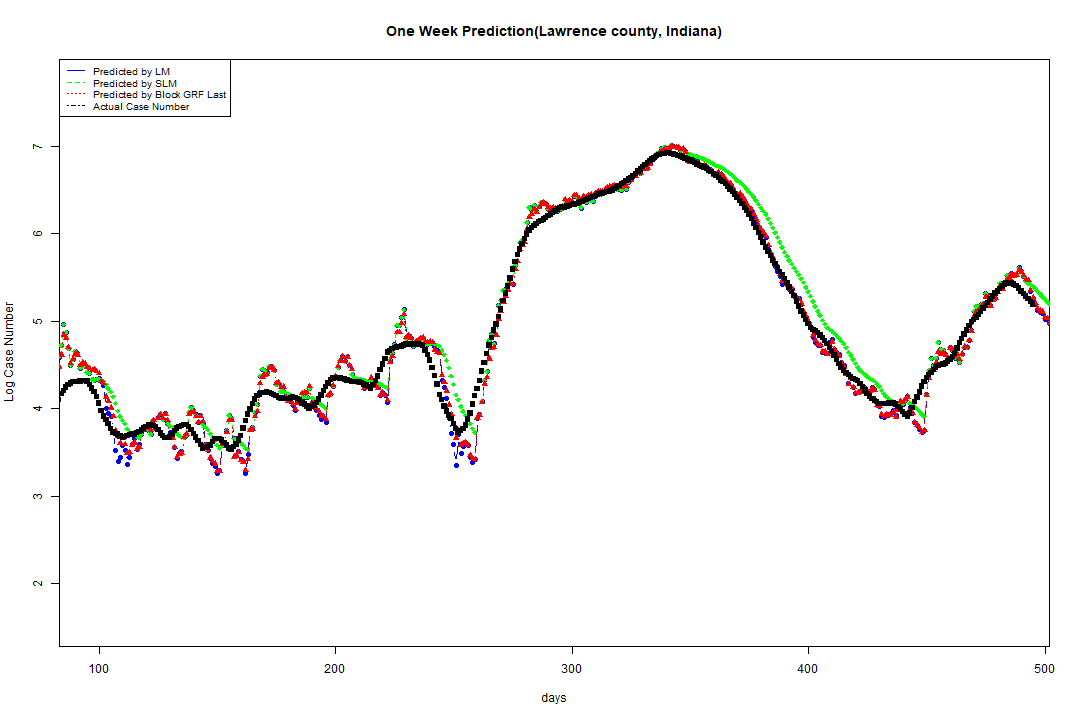 One Week Prediction(Lawrence county, Indiana)
Predicted by LM
Predicted by SLM
Predicted by Block GRF Last
Actual Case Number
7
6
5
4
3
2
Log Case Number
100 200 300 400 500
days